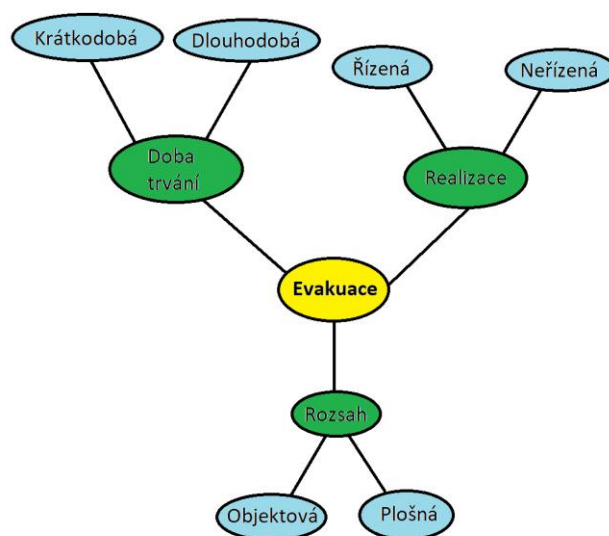 Krátkodobá
Dlouhodobá
Řízená
Neřízená
Doba
trvání
Realizace
Evakuace
Rozsah
Objektová
Plošná